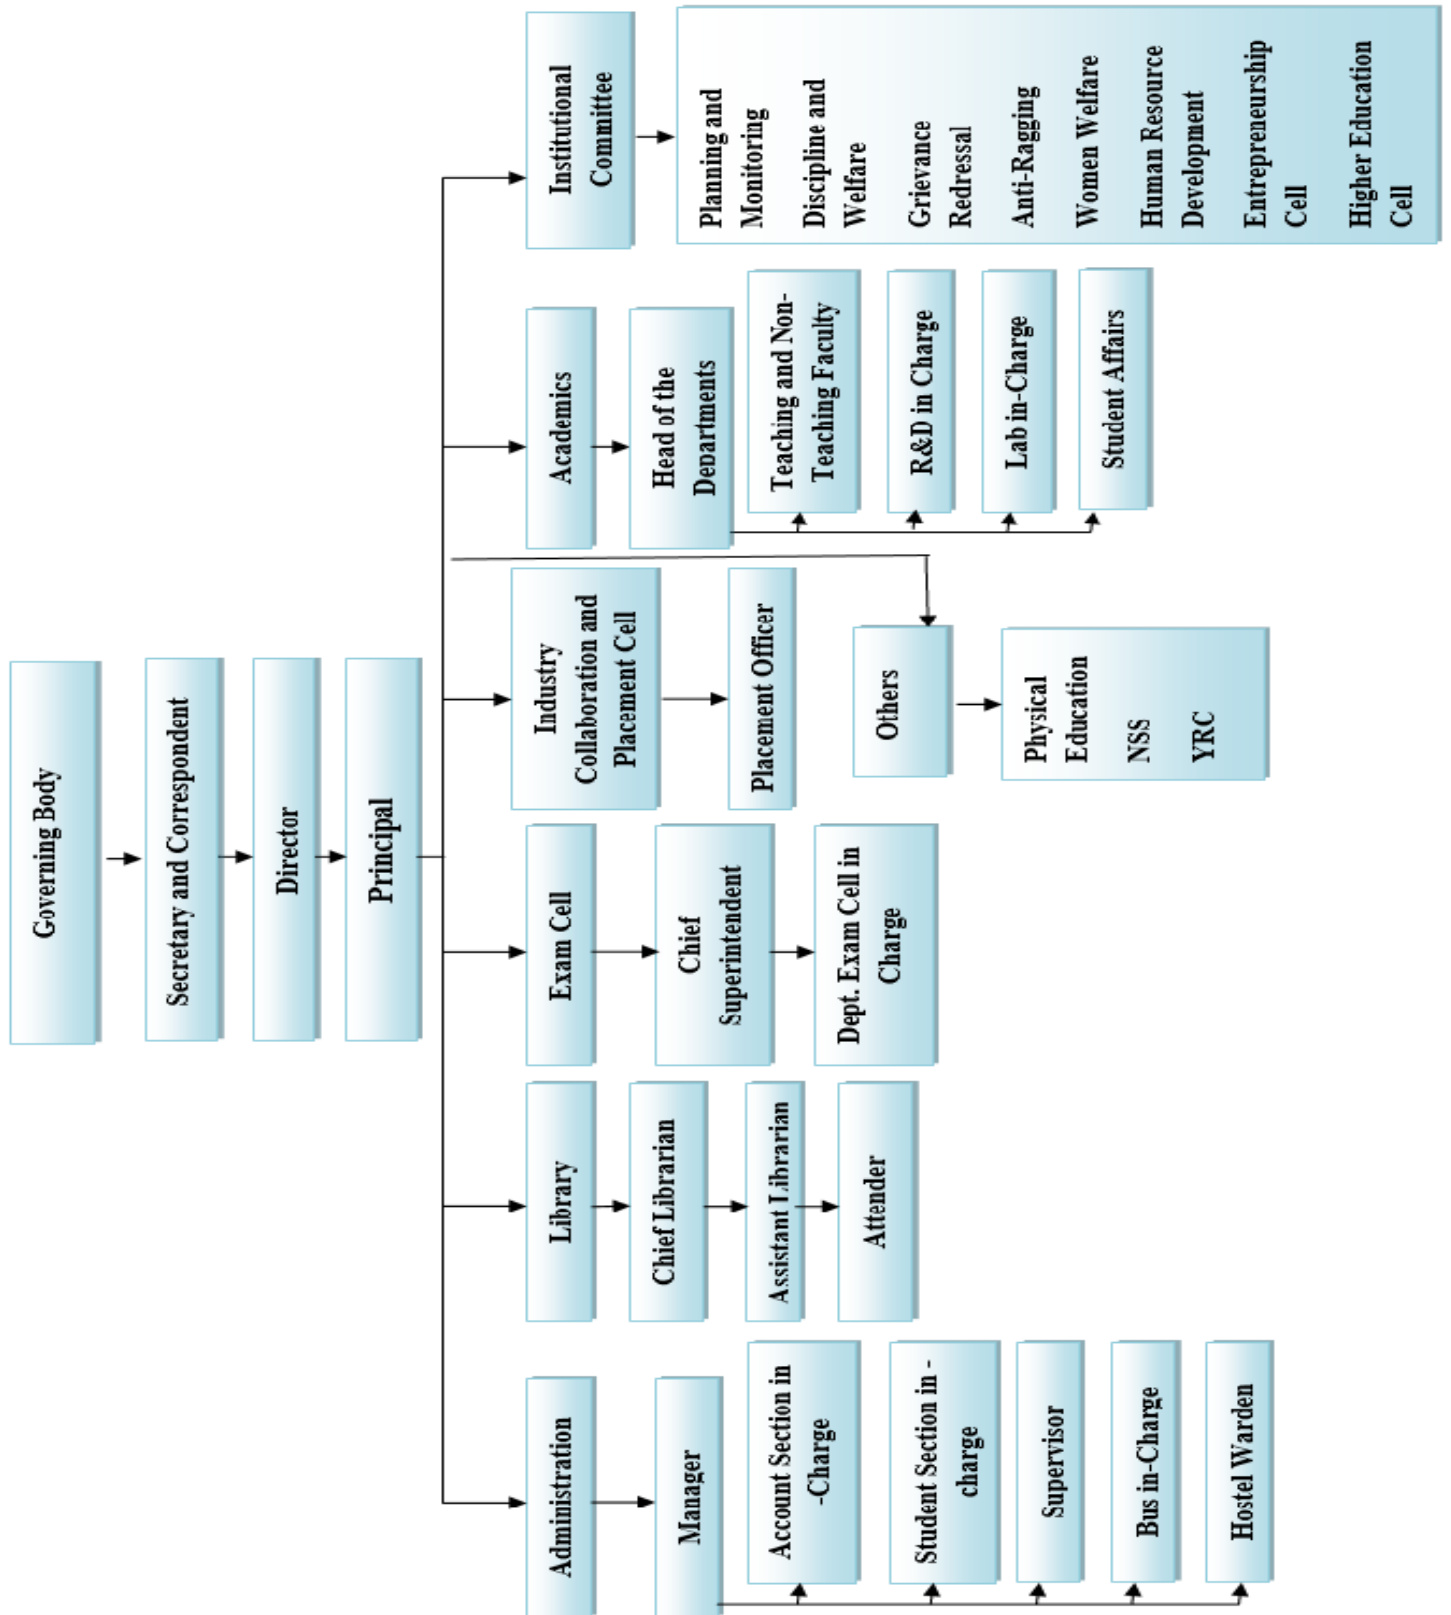 Governing Body
Secretary and Correspondent
Director
Principal
Administration
Manager
Account Section in
-Charge
Student Section in -
charge
Supervisor
Bus in-Charge
Hostel Warden
Library
Chief Librarian
Assistant Librarian
Attender
Exam Cell
Chief
Superintendent
Dept. Exam Cell in
Charge
Industry
Collaboration and
Placement Cell
Placement Officer
Others
Physical
Education
NSS
YRC
Academics
Head of the
Departments
Teaching and Non-
Teaching Faculty
R&D in Charge
Lab in-Charge
Student Affairs
Institutional
Committee
Planning and
Monitoring
Discipline and
Welfare
Grievance
Redressal
Anti-Ragging
Women Welfare
Human Resource
Development
Entrepreneurship
Cell
Higher Education
Cell